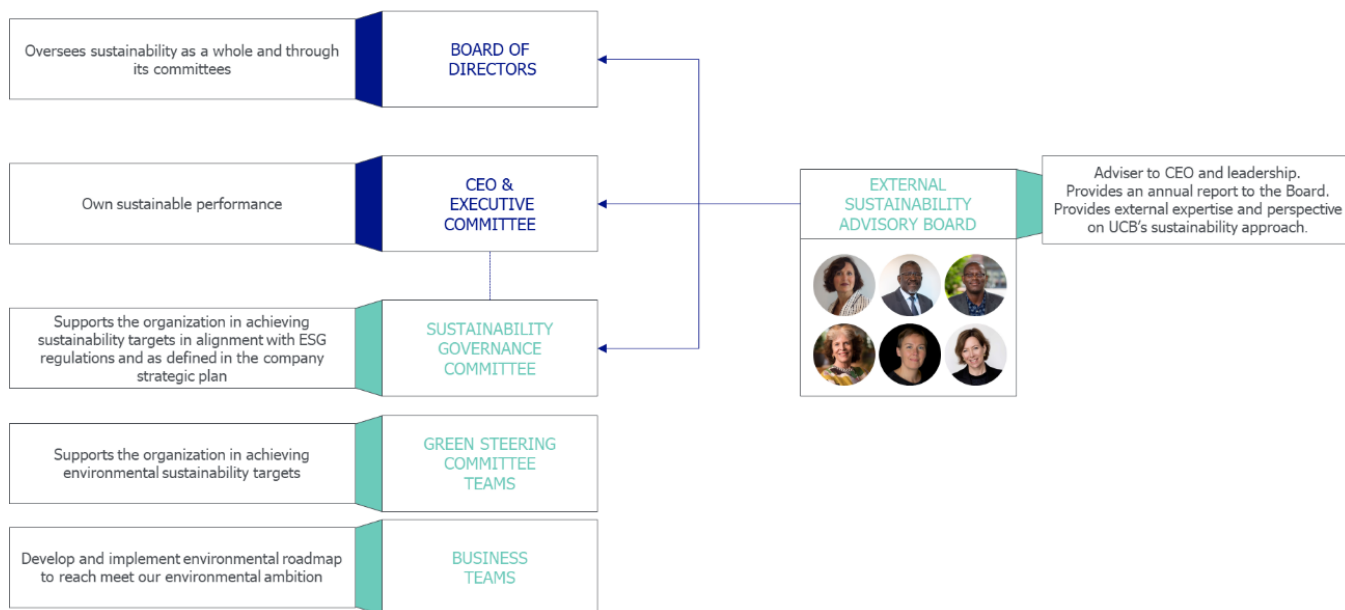 Oversees sustainability as a whole and through
its committees
BOARD OF
DIRECTORS
Own sustainable performance
CEO &
EXECUTIVE
COMMITTEE
EXTERNAL
SUSTAINABILITY
ADVISORY BOARD
Adviser to CEO and leadership.
Provides an annual report to the Board.
Provides external expertise and perspective
on UCB's sustainability approach.
Supports the organization in achieving
sustainability targets in alignment with ESG
regulations and as defined in the company
strategic plan
SUSTAINABILITY
GOVERNANCE
COMMITTEE
Supports the organization in achieving
environmental sustainability targets
GREEN STEERING
COMMITTEE
TEAMS
Develop and implement environmental roadmap
to reach meet our environmental ambition
BUSINESS
TEAMS